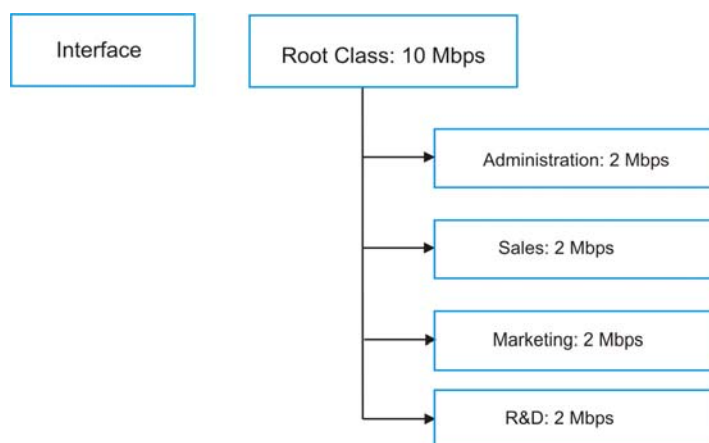 Interface
Root Class: 10 Mbps
Administration: 2 Mbps
Sales: 2 Mbps
Marketing: 2 Mbps
R&D: 2 Mbps